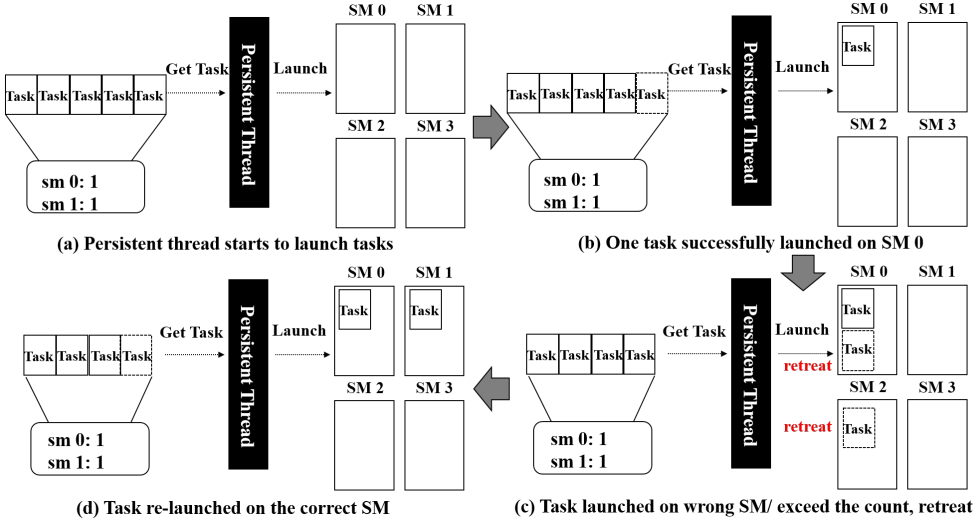 SM 0 SM 1
Get Task Persistent Thread Launch
Task Task Task Task Task
SM 2 SM 3
sm 0: 1
sm 1: 1
(a) Persistent thread starts to launch tasks
SM 0 SM 1
Task
Get Task Persistent Thread Launch
Task Task Task Task Task
SM 2 SM 3
sm 0: 1
sm 1: 1
(b) One task successfully launched on SM 0
SM 0 SM 1
Task
Get Task Persistent Thread Launch
Task Task Task Task
Task
retreat
SM 2 SM 3
retreat
Task
sm 0: 1
sm 1: 1
(c) Task launched on wrong SM/ exceed the count, retreat
SM 0 SM 1
Task Task
Get Task Persistent Thread Launch
Task Task Task Task
SM 2 SM 3
sm 0: 1
sm 1: 1
(d) Task re-launched on the correct SM